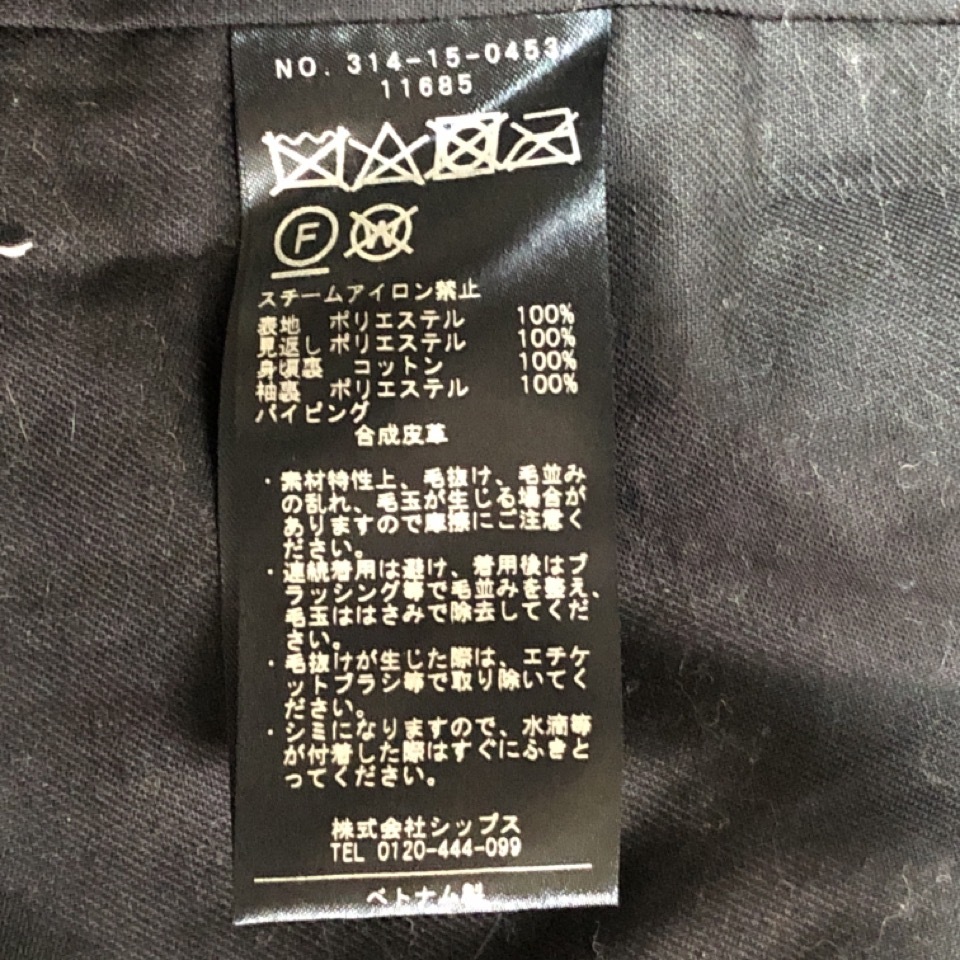 NO. 314-15-0453
11685
F W
スチームアイロン禁止
表地 ポリエステル 100%
見返し ポリエステル 100%
身頃裏 コットン 100%
袖裏 ポリエステル 100%
パイピング
合成皮革
・素材特性上、毛抜け、毛並み
の乱れ、毛玉が生じる場合が
ありますので摩擦にご注意く
ださい。
・連続着用は避け、着用後はブ
ラッシング等で毛並みを整え、
毛玉ははさみで除去してくだ
さい。
・毛抜けが生じた際は、エチケ
ットブラシ等で取り除いてく
ださい。
・シミになりますので、水滴等
が付着した際はすぐにふきと
ってください。
株式会社シップス
TEL 0120-444-099
ベトナム製